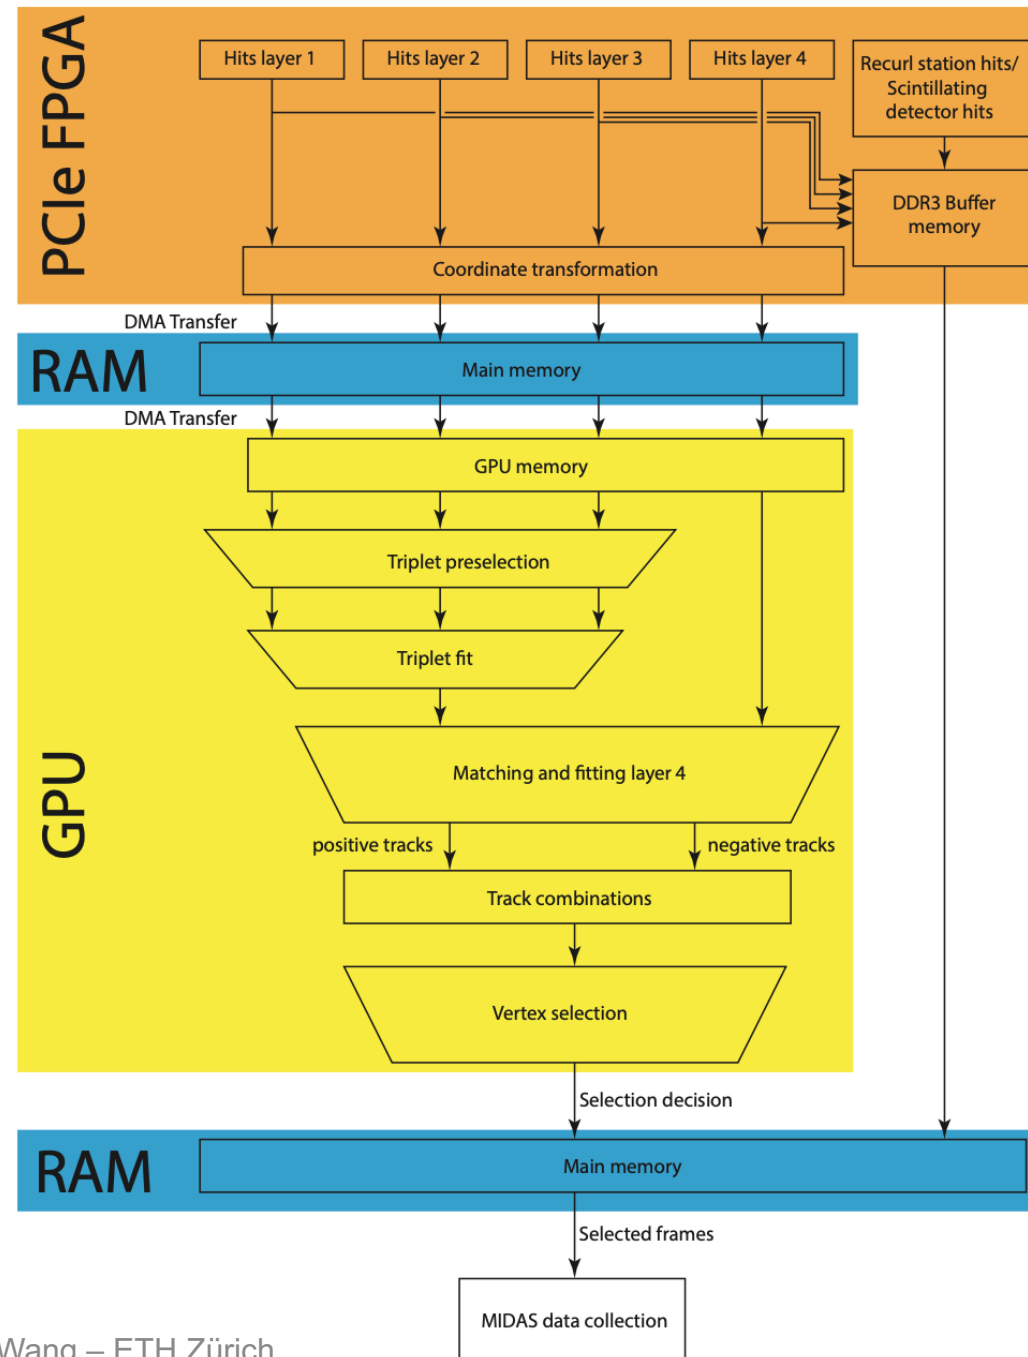 PCIe FPGA
Hits layer 1
Hits layer 2
Hits layer 3
Hits layer 4
Recurl station hits/
Scintillating
detector hits
DDR3 Buffer
memory
Coordinate transformation
DMA Transfer
RAM
Main memory
DMA Transfer
GPU
GPU memory
Triplet preselection
Triplet fit
Matching and fitting layer 4
positive tracks
negative tracks
Track combinations
Vertex selection
Selection decision
RAM
Main memory
Selected frames
MIDAS data collection
Wang – ETH Zürich